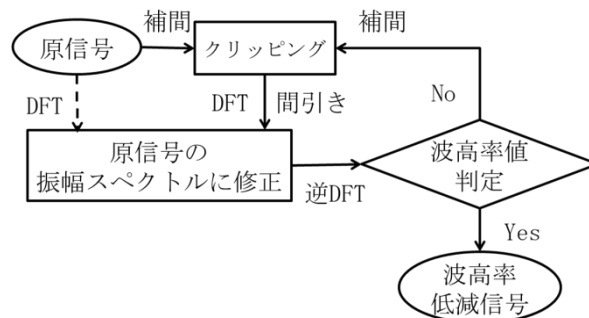 補間
補間
原信号
クリッピング
DFT
DFT
間引き
No
原信号の
振幅スペクトルに修正
逆DFT
波高率値
判定
Yes
波高率
低減信号